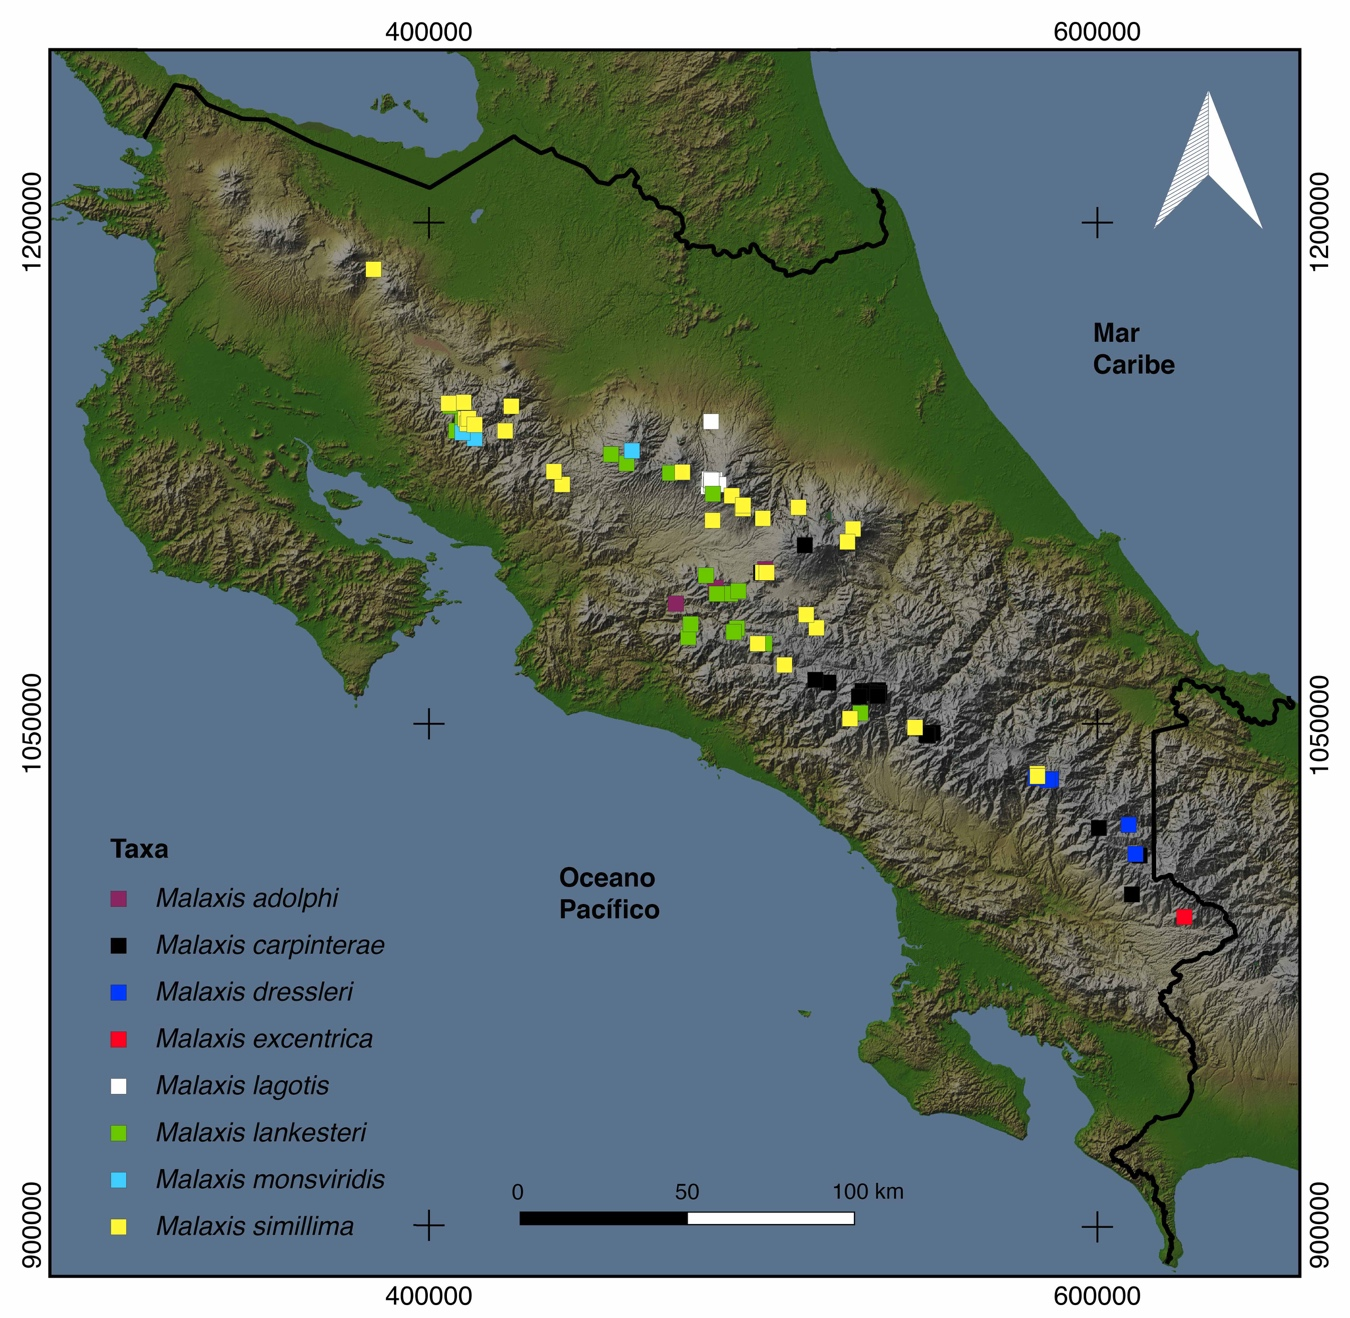 400000
600000
1200000
1200000
Mar
Caribe
1050000
1050000
Taxa
Oceano
Pacífico
Malaxis adolphi
Malaxis carpinterae
Malaxis dressleri
Malaxis excentrica
Malaxis lagotis
Malaxis lankesteri
Malaxis monsviridis
Malaxis simillima
0
50
100 km
900000
900000
400000
600000